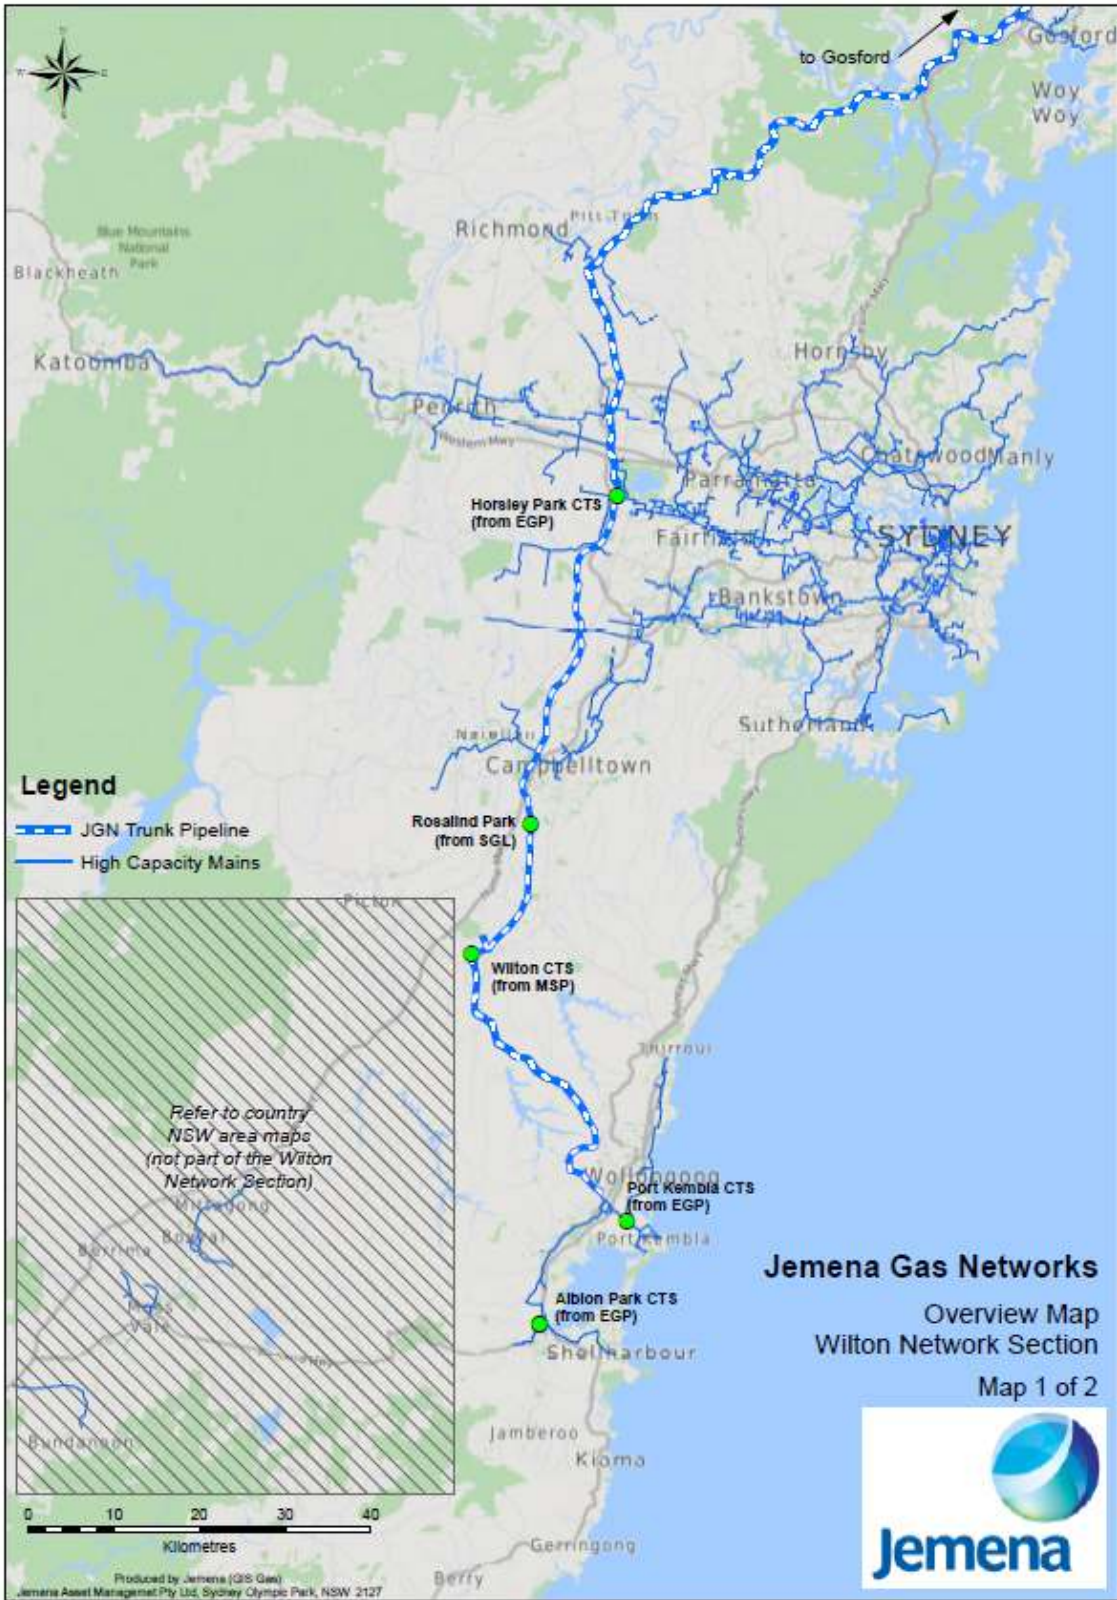 N
W
E
S
to Gosford
Gosford
Woy
Woy
Richmond
Pitt Town
Blue Mountains
National
Park
Blackheath
Katoomba
Hornsby
Penrith
Western Mwy
Chatswood
Manly
Parramatta
Horsley Park CTS
(from EGP)
Fairfield
SYDNEY
Bankstown
Sutherland
Narellan
Campbelltown
Legend
JGN Trunk Pipeline
High Capacity Mains
Rosalind Park
(from SGL)
Picton
Wilton CTS
(from MSP)
Thirroul
Refer to country
NSW area maps
(not part of the Wilton
Network Section)
Mittagong
Bowral
Berrima
Moss
Vale
Bundanoon
Wollongong
Port Kembla CTS
(from EGP)
Port Kembla
Albion Park CTS
(from EGP)
Shellharbour
Jamberoo
Kiama
Gerringong
Berry
Jemena Gas Networks
Overview Map
Wilton Network Section
Map 1 of 2
Jemena
0 10 20 30 40
Kilometres
Produced by Jemena (GIS Gas)
Jemena Asset Managemet Pty Ltd, Sydney Olympic Park, NSW 2127